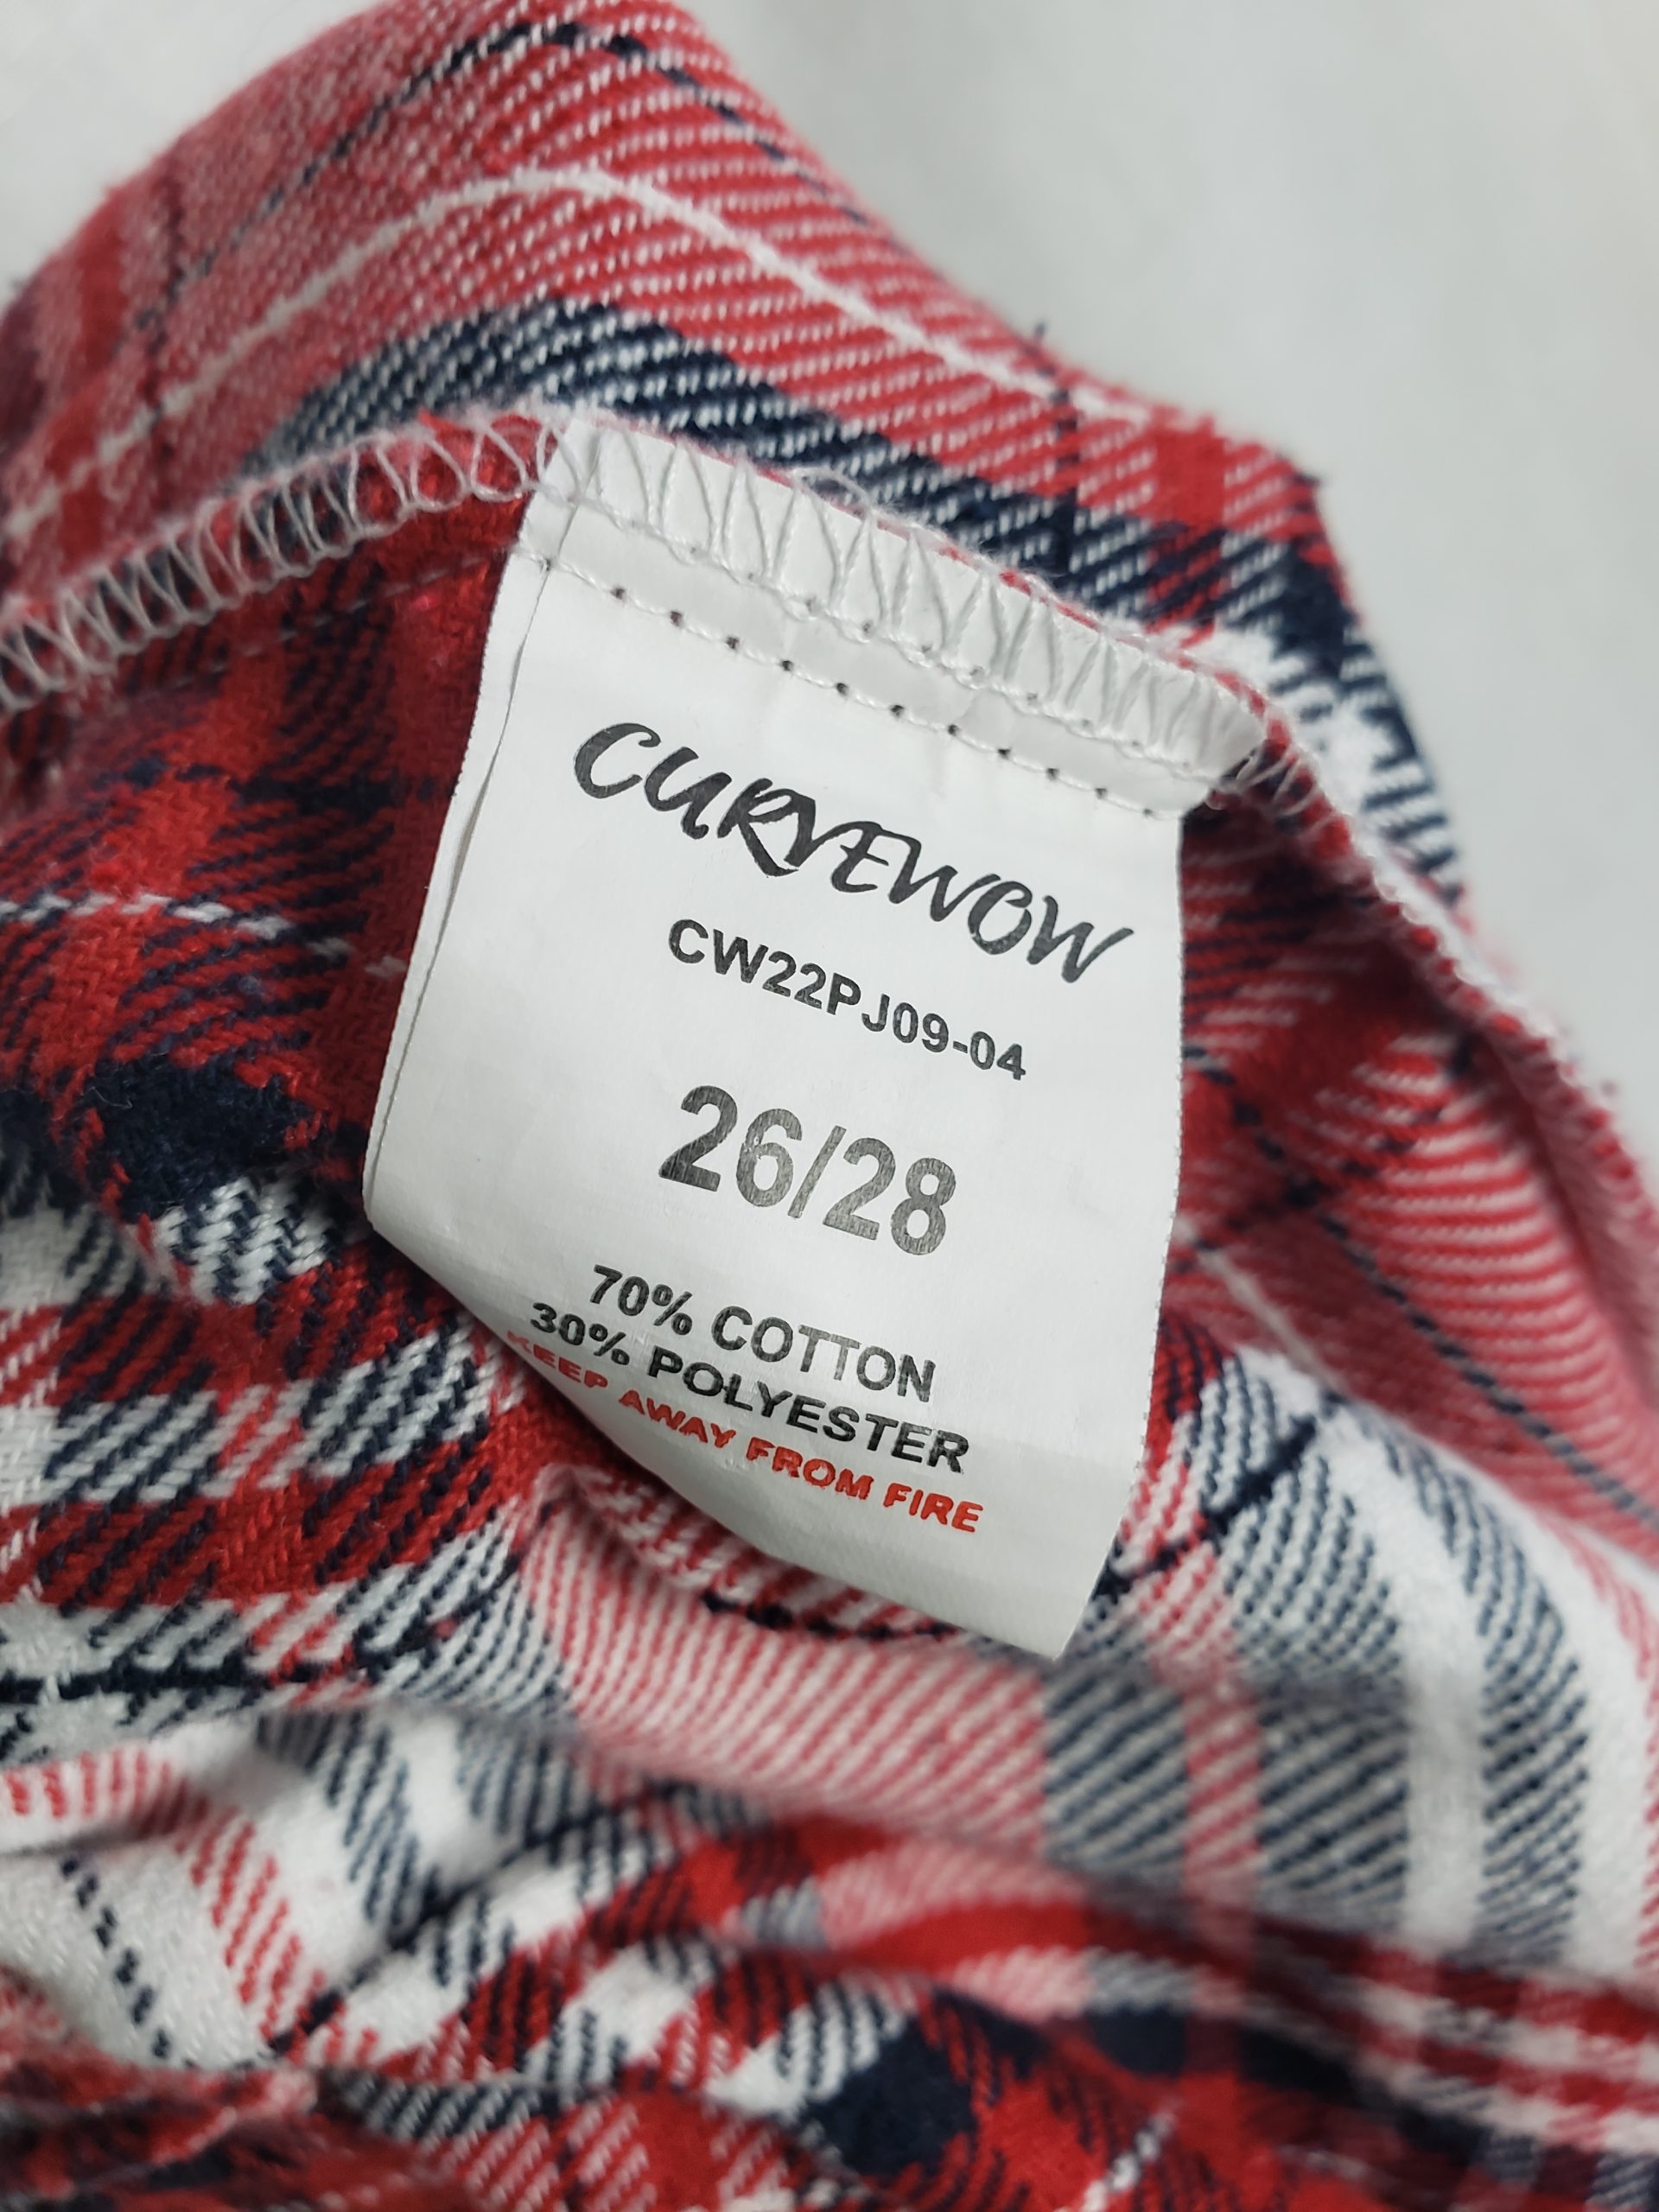 CURVEWOW
CW22PJ09-04
26/28
70% COTTON
30% POLYESTER
KEEP AWAY FROM FIRE